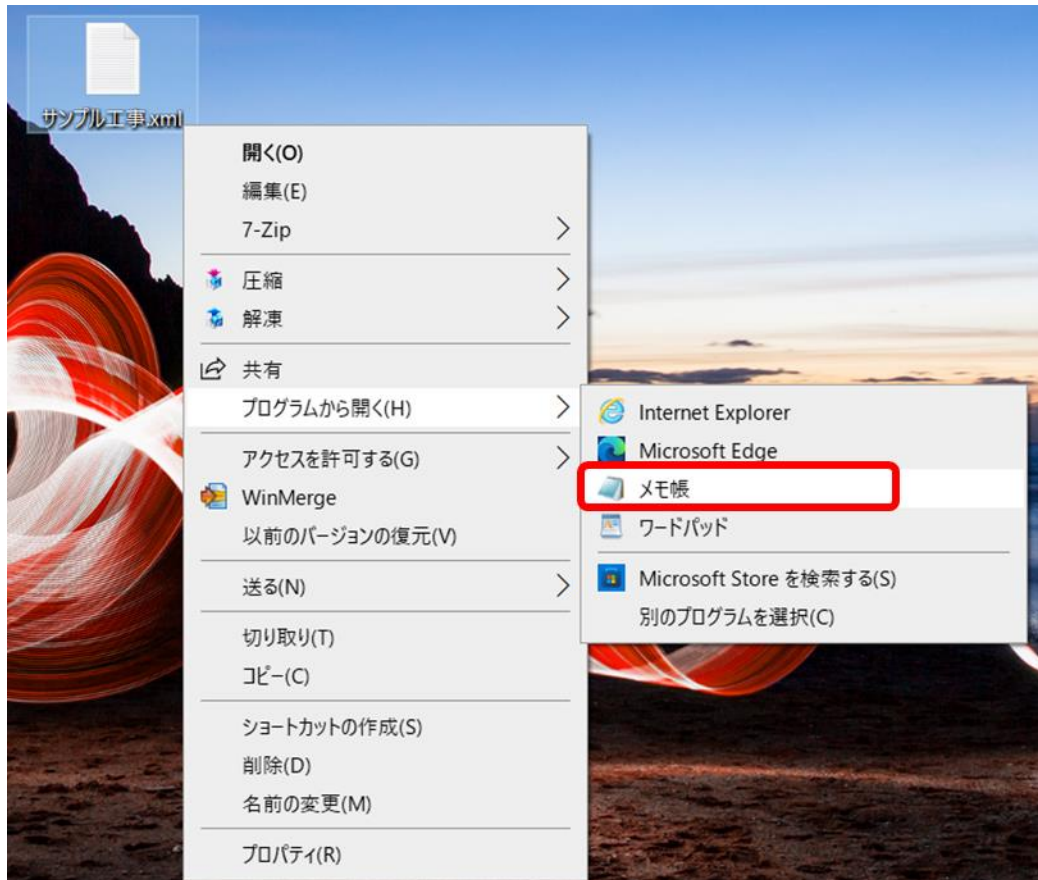 サンプル工事.xml
開く(O)
編集(E)
7-Zip
圧縮
解凍
共有
プログラムから開く(H)
アクセスを許可する(G)
WinMerge
以前のバージョンの復元(V)
送る(N)
切り取り(T)
コピー(C)
ショートカットの作成(S)
削除(D)
名前の変更(M)
プロパティ(R)
Internet Explorer
Microsoft Edge
メモ帳
ワードパッド
Microsoft Store を検索する(S)
別のプログラムを選択(C)